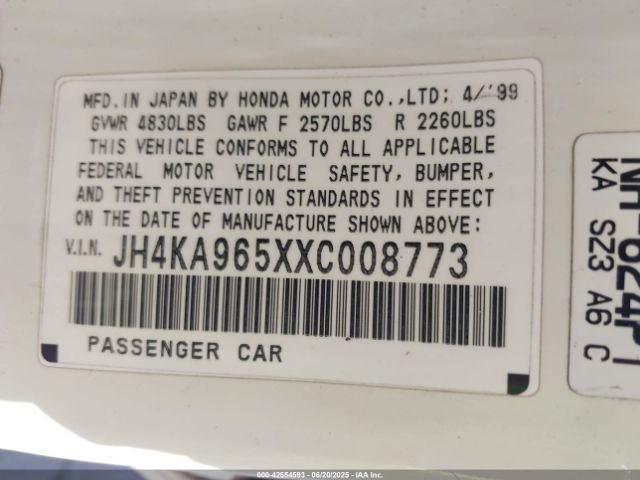 MFD. IN JAPAN BY HONDA MOTOR CO.,LTD; 4/'99
GVWR 4830LBS GAWR F 2570LBS R 2260LBS
THIS VEHICLE CONFORMS TO ALL APPLICABLE
FEDERAL MOTOR VEHICLE SAFETY, BUMPER,
AND THEFT PREVENTION STANDARDS IN EFFECT
ON THE DATE OF MANUFACTURE SHOWN ABOVE:
V.I.N. JH4KA965XXC008773
PASSENGER CAR
KA SZ3 A6 C
000-42554593 - 06/20/2025 - IAA Inc.